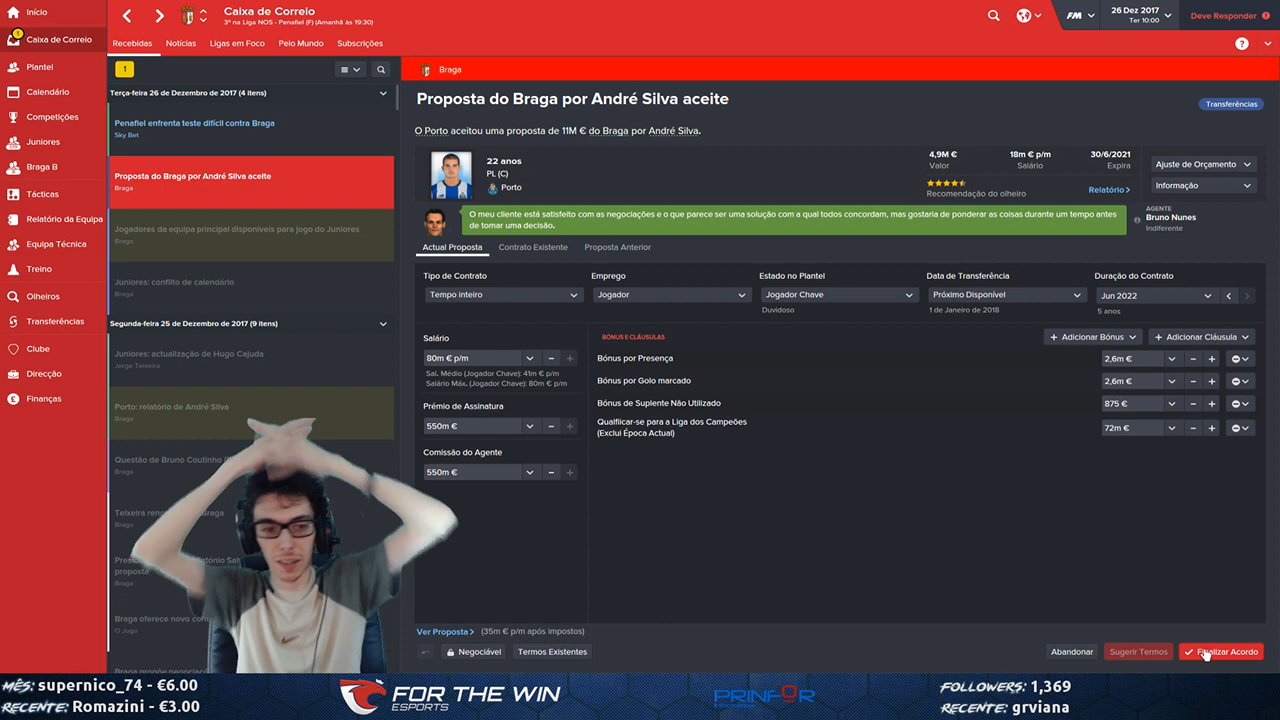 Início
Caixa de Correio
Plantel
Calendário
Competições
Juniores
Braga B
Tácticas
Relatório da Equipa
Equipa Técnica
Treino
Olheiros
Transferências
Clube
Direcção
Finanças
1
Caixa de Correio
3º na Liga NOS - Penafiel (F) (Amanhã às 19:30)
FM
26 Dez 2017
Ter 10:00
Deve Responder
Recebidas
Notícias
Ligas em Foco
Pelo Mundo
Subscrições
1
Terça-feira 26 de Dezembro de 2017 (4 itens)
Penafiel enfrenta teste difícil contra Braga
Sky Bet
Proposta do Braga por André Silva aceite
Braga
Jogadores da equipa principal disponíveis para jogo do Juniores
Braga
Juniores: conflito de calendário
Braga
Segunda-feira 25 de Dezembro de 2017 (9 itens)
Juniores: actualização de Hugo Cajuda
Jorge Teixeira
Porto: relatório de André Silva
Braga
Questão de Bruno Coutinho
Braga
Teixeira
Braga
Braga
proposta
Braga
Braga oferece novo
O Jogo
Braga
Proposta do Braga por André Silva aceite
Transferências
O Porto aceitou uma proposta de 11M € do Braga por André Silva.
22 anos
PL (C)
Porto
4,9M €
Valor
18m € p/m
Salário
30/6/2021
Expira
Recomendação do olheiro
Relatório
Ajuste de Orçamento
Informação
O meu cliente está satisfeito com as negociações e o que parece ser uma solução com a qual todos concordam, mas gostaria de ponderar as coisas durante um tempo antes
de tomar uma decisão.
AGENTE
Bruno Nunes
Indiferente
Actual Proposta
Contrato Existente
Proposta Anterior
Tipo de Contrato
Tempo inteiro
Emprego
Jogador
Estado no Plantel
Jogador Chave
Duvidoso
Data de Transferência
Próximo Disponível
1 de Janeiro de 2018
Duração do Contrato
Jun 2022
5 anos
Salário
80m € p/m
Sal. Médio (Jogador Chave): 41m € p/m
Salário Máx. (Jogador Chave): 80m € p/m
Prémio de Assinatura
550m €
Comissão do Agente
550m €
BÓNUS E CLÁUSULAS
Adicionar Bónus
Adicionar Cláusula
Bónus por Presença
2,6m €
Bónus por Golo marcado
2,6m €
Bónus de Suplente Não Utilizado
875 €
Qualificar-se para a Liga dos Campeões
(Exclui Época Actual)
72m €
Ver Proposta
(35m € p/m após impostos)
Negociável
Termos Existentes
Abandonar
Sugerir Termos
Finalizar Acordo
MÊS: supernico_74 - €6.00
RECENTE: Romazini - €3.00
FOR THE WIN
ESPORTS
PRINFOR
FOLLOWERS: 1,369
RECENTE: grviana